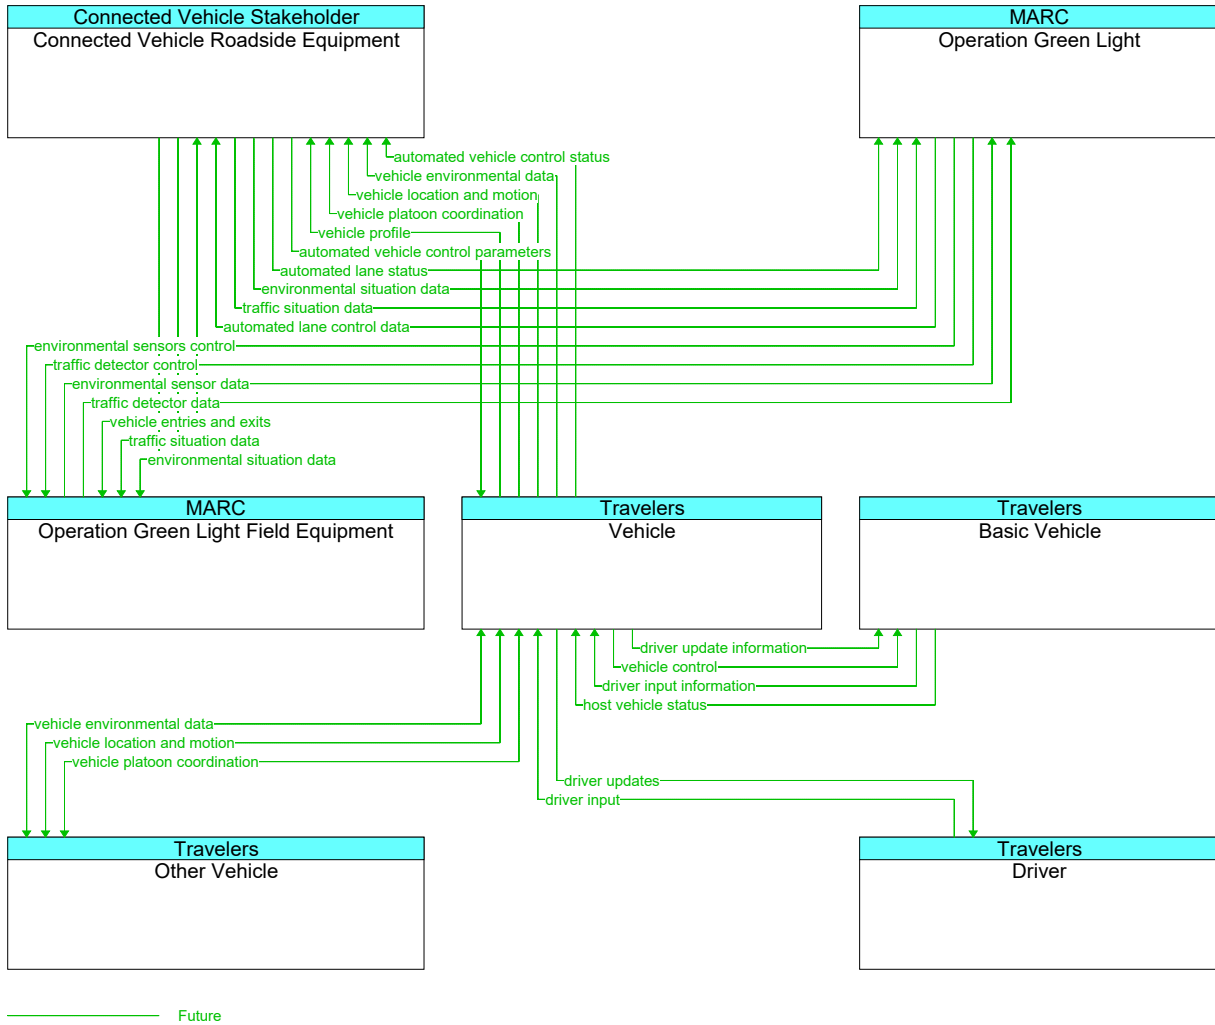 Connected Vehicle Stakeholder
Connected Vehicle Roadside Equipment
MARC
Operation Green Light
automated vehicle control status
vehicle environmental data
vehicle location and motion
vehicle platoon coordination
vehicle profile
automated vehicle control parameters
automated lane status
environmental situation data
traffic situation data
automated lane control data
environmental sensors control
traffic detector control
environmental sensor data
traffic detector data
vehicle entries and exits
traffic situation data
environmental situation data
MARC
Operation Green Light Field Equipment
Travelers
Vehicle
Travelers
Basic Vehicle
driver update information
vehicle control
driver input information
host vehicle status
vehicle environmental data
vehicle location and motion
vehicle platoon coordination
driver updates
driver input
Travelers
Other Vehicle
Travelers
Driver
Future